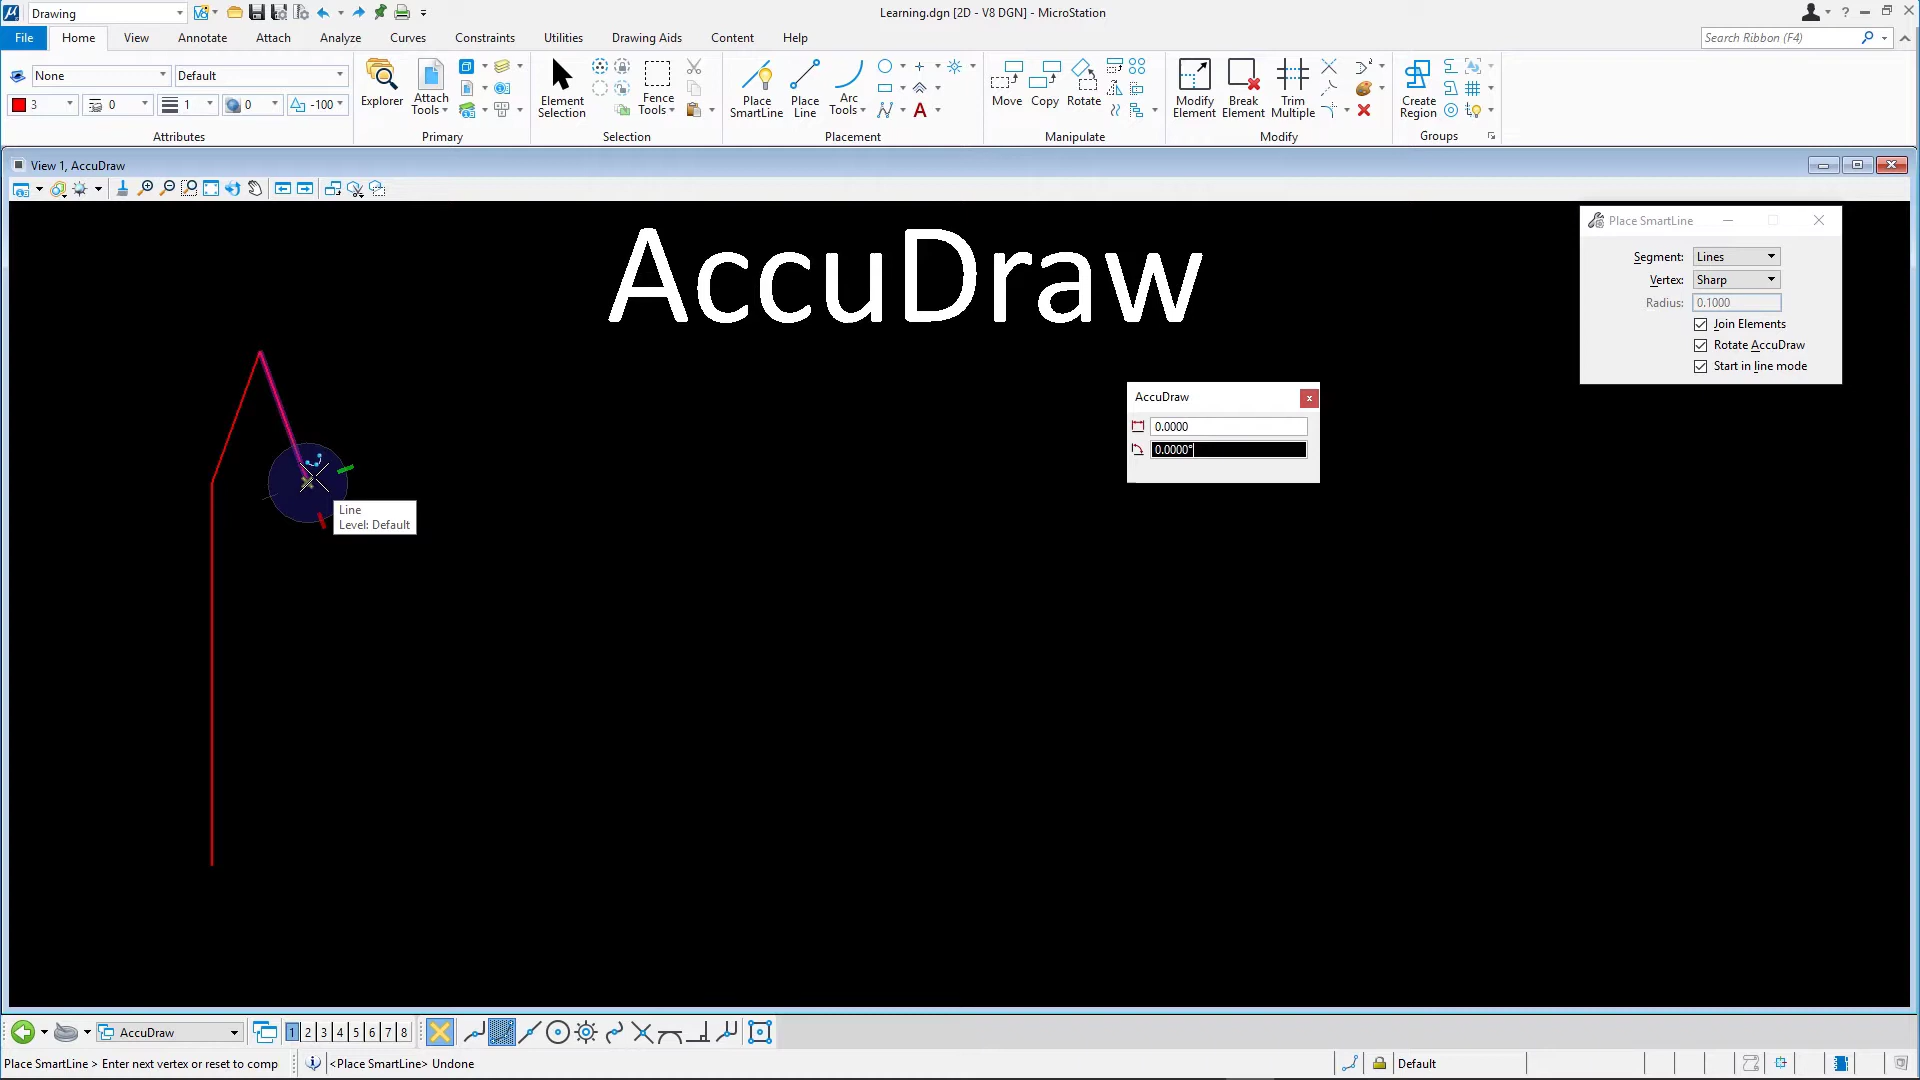 Drawing
Learning.dgn [2D - V8 DGN] - MicroStation
File Home View Annotate Attach Analyze Curves Constraints Utilities Drawing Aids Content Help
Search Ribbon (F4)
None Default
3 0 1 0 -100
Attributes
Explorer
Attach Tools
Primary
Element Selection
Fence Tools
Selection
Place SmartLine
Place Line
Arc Tools
Placement
Move
Copy
Rotate
Manipulate
Modify Element
Break Element
Trim Multiple
Modify
Create Region
Groups
View 1, AccuDraw
AccuDraw
Place SmartLine
Segment: Lines
Vertex: Sharp
Radius: 0.1000
Join Elements
Rotate AccuDraw
Start in line mode
AccuDraw
0.0000
0.0000°
Line
Level: Default
AccuDraw
1 2 3 4 5 6 7 8
Place SmartLine > Enter next vertex or reset to comp
<Place SmartLine> Undone
Default